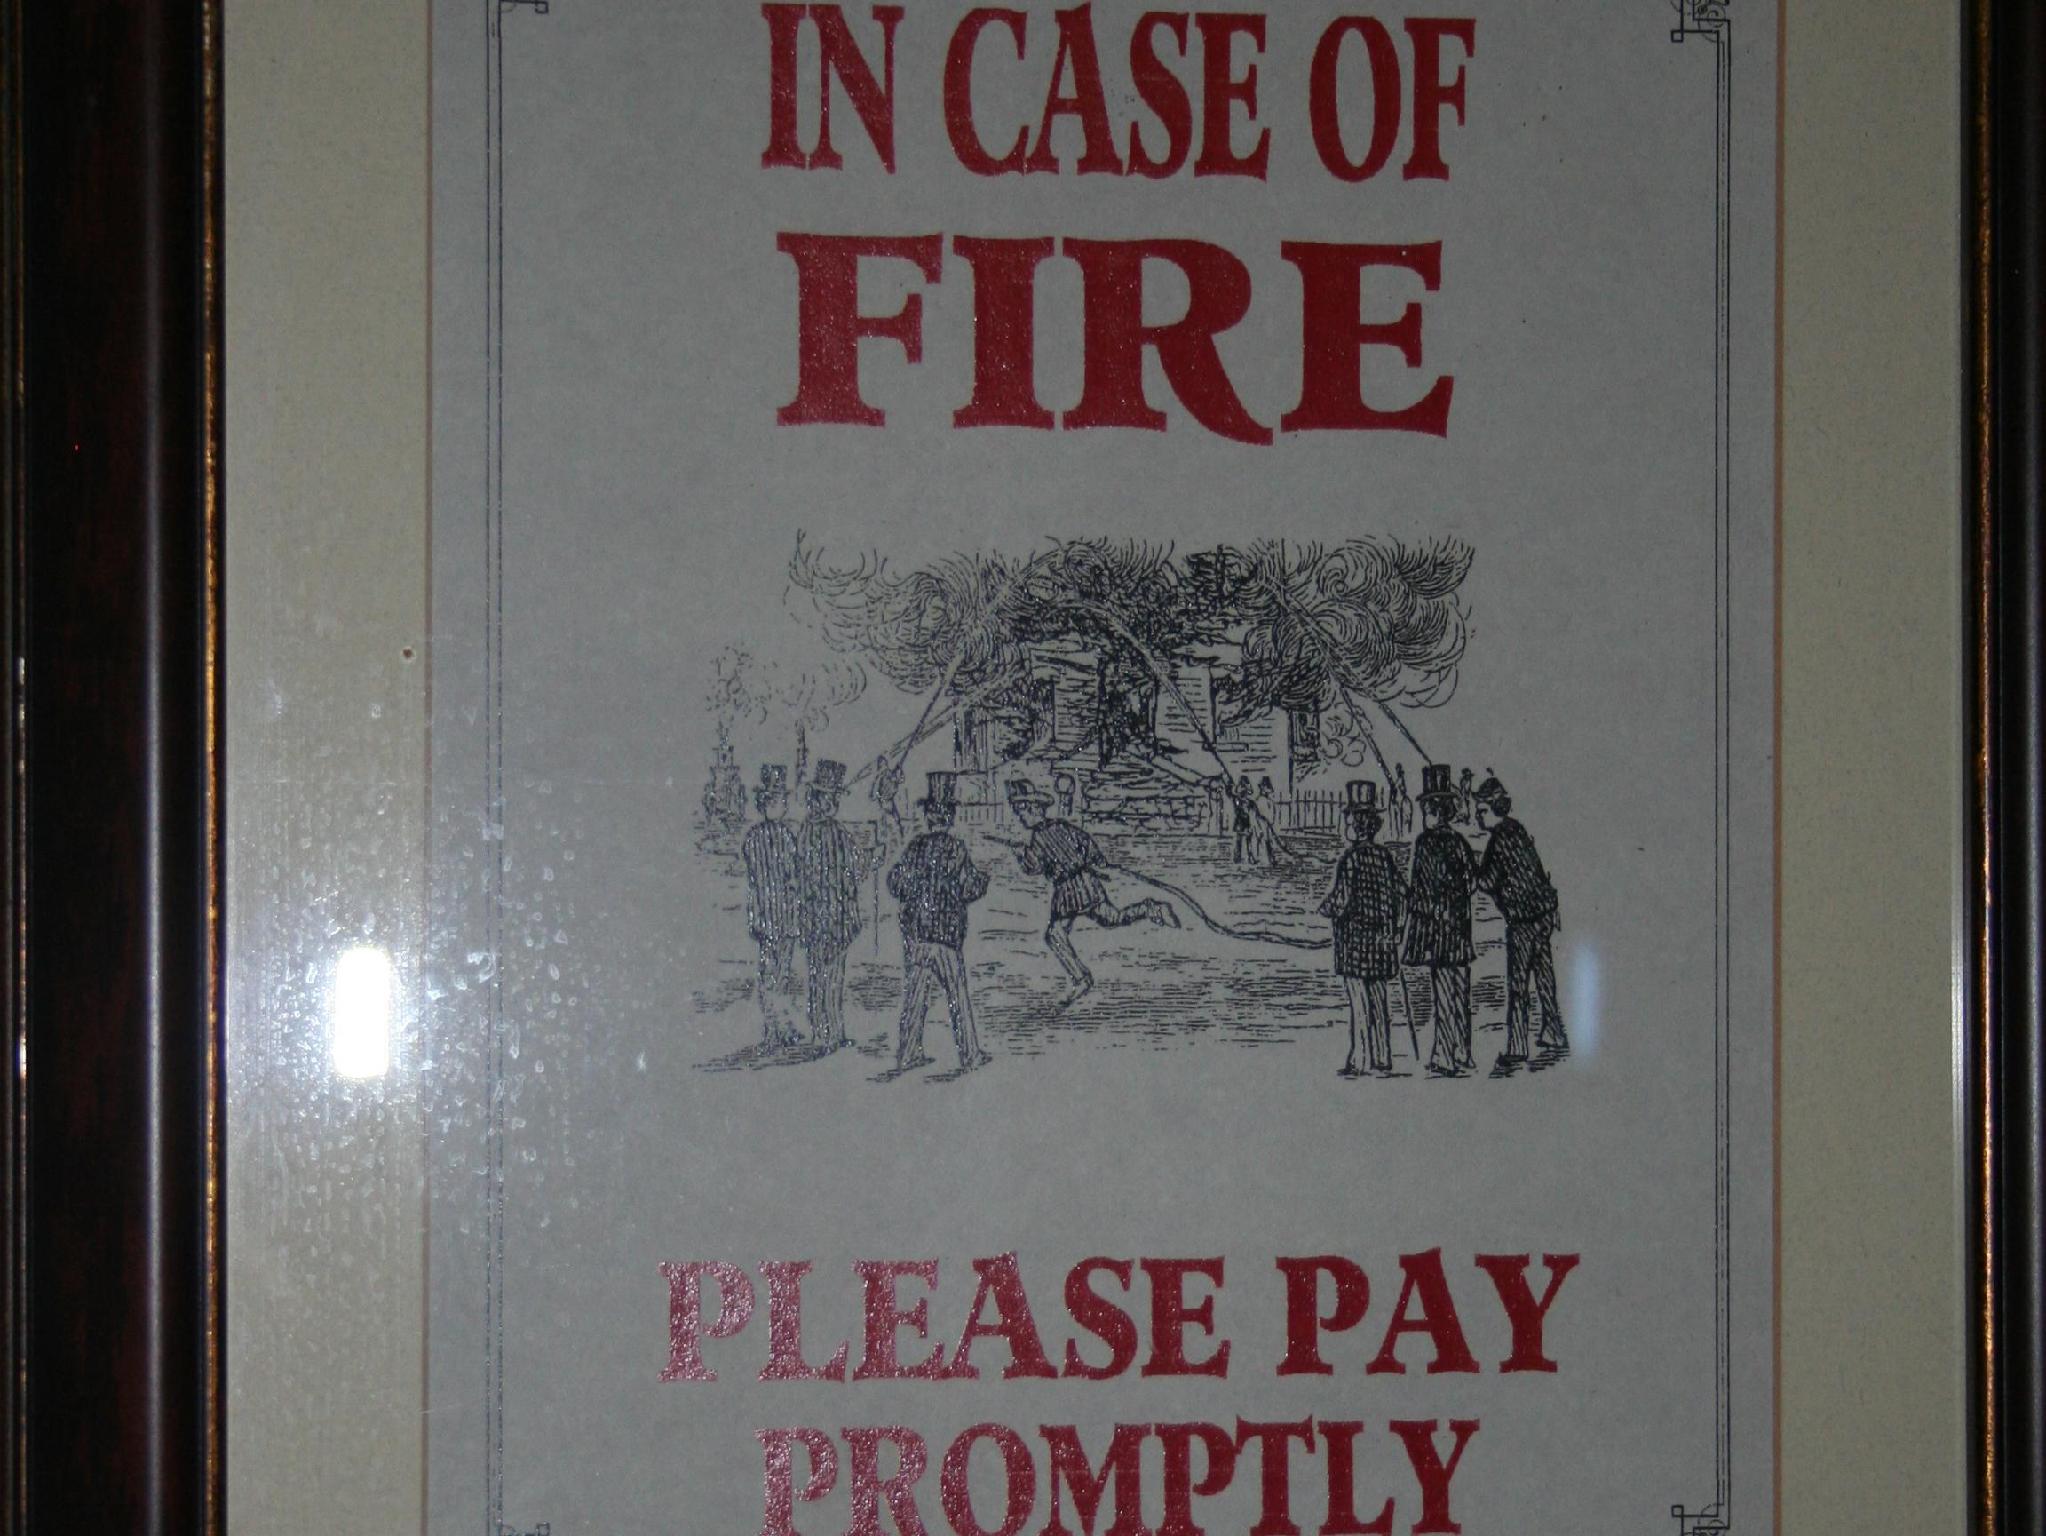 IN CASE OF
FIRE
PLEASE PAY
PROMPTLY